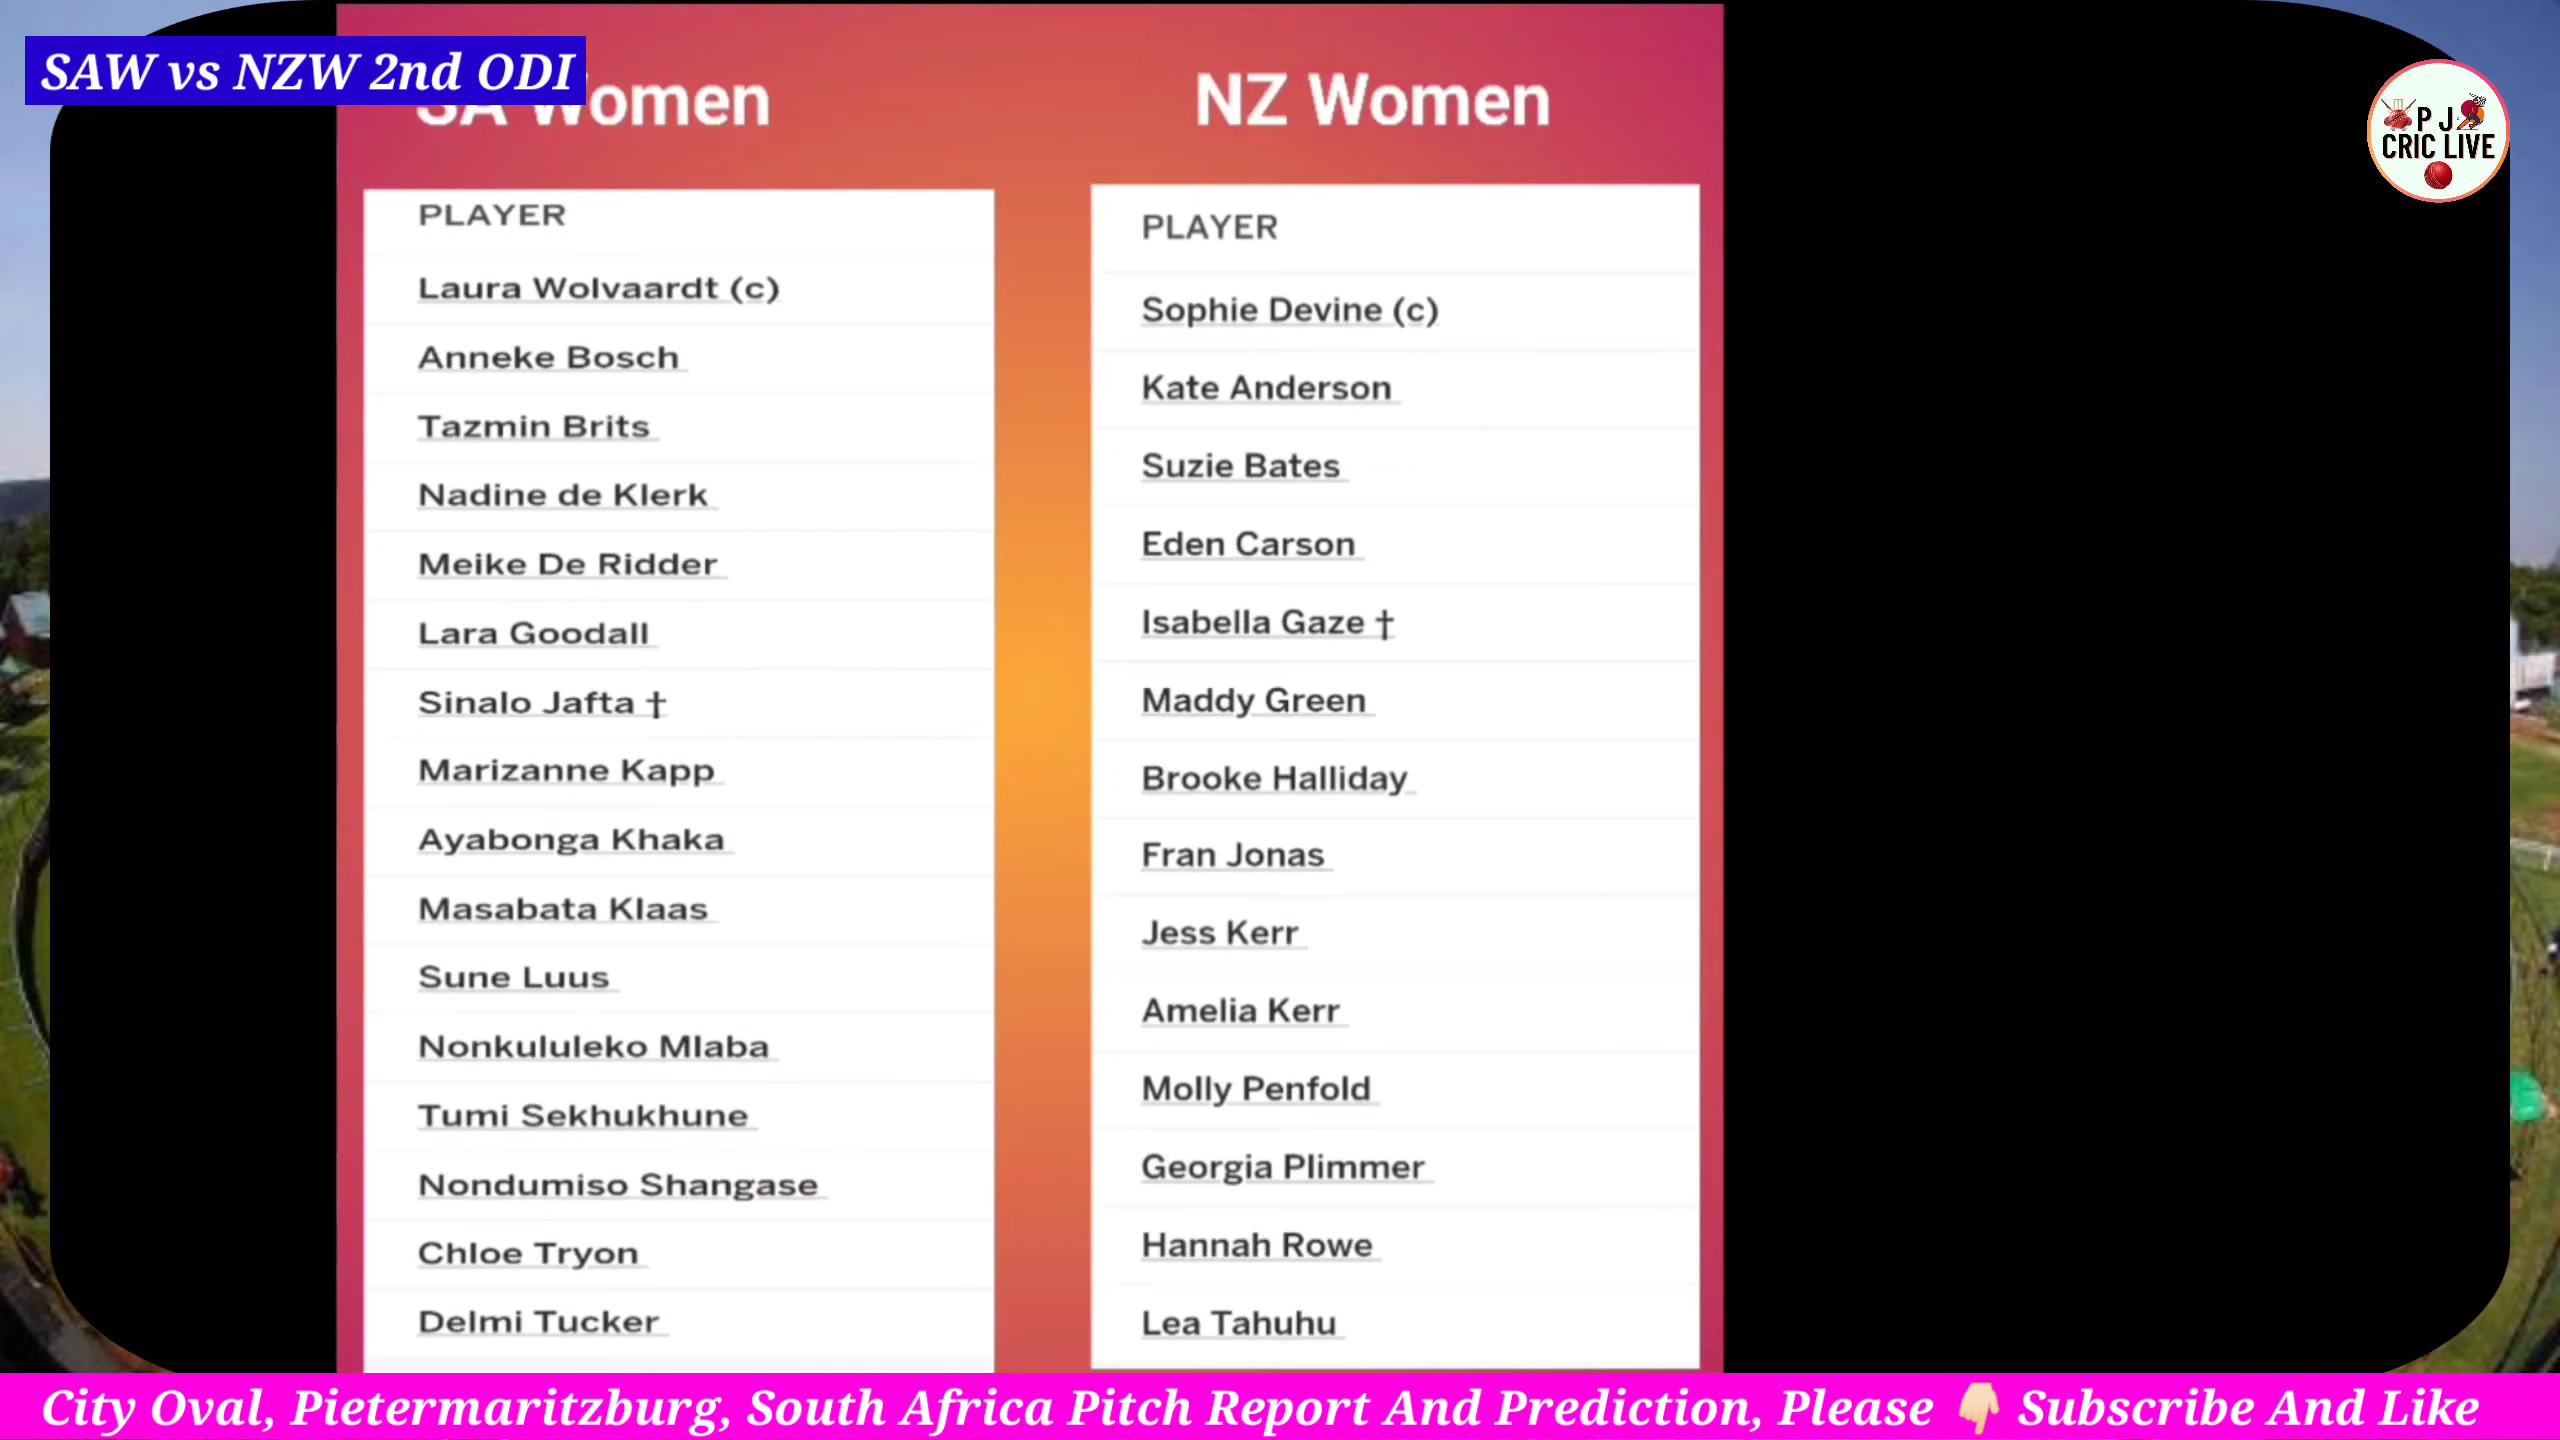 SAW vs NZW 2nd ODI
SA Women
NZ Women
P J
CRIC LIVE
PLAYER
Laura Wolvaardt (c)
Anneke Bosch
Tazmin Brits
Nadine de Klerk
Meike De Ridder
Lara Goodall
Sinalo Jafta †
Marizanne Kapp
Ayabonga Khaka
Masabata Klaas
Sune Luus
Nonkululeko Mlaba
Tumi Sekhukhune
Nondumiso Shangase
Chloe Tryon
Delmi Tucker
PLAYER
Sophie Devine (c)
Kate Anderson
Suzie Bates
Eden Carson
Isabella Gaze †
Maddy Green
Brooke Halliday
Fran Jonas
Jess Kerr
Amelia Kerr
Molly Penfold
Georgia Plimmer
Hannah Rowe
Lea Tahuhu
City Oval, Pietermaritzburg, South Africa Pitch Report And Prediction, Please 👇🏼 Subscribe And Like